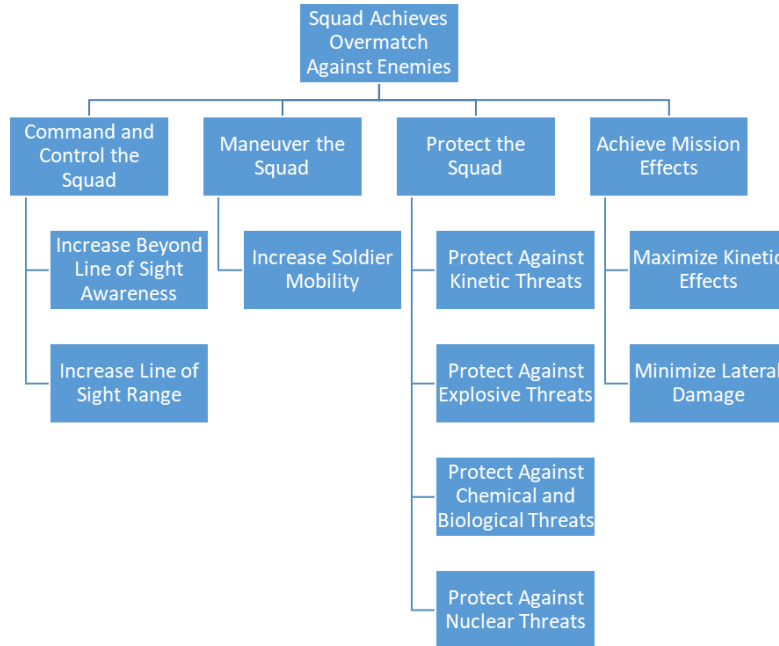 Squad Achieves
Overmatch
Against Enemies
Command and
Control the
Squad
Maneuver the
Squad
Protect the
Squad
Achieve Mission
Effects
Increase Beyond
Line of Sight
Awareness
Increase Soldier
Mobility
Protect Against
Kinetic Threats
Maximize Kinetic
Effects
Increase Line of
Sight Range
Protect Against
Explosive Threats
Minimize Lateral
Damage
Protect Against
Chemical and
Biological Threats
Protect Against
Nuclear Threats